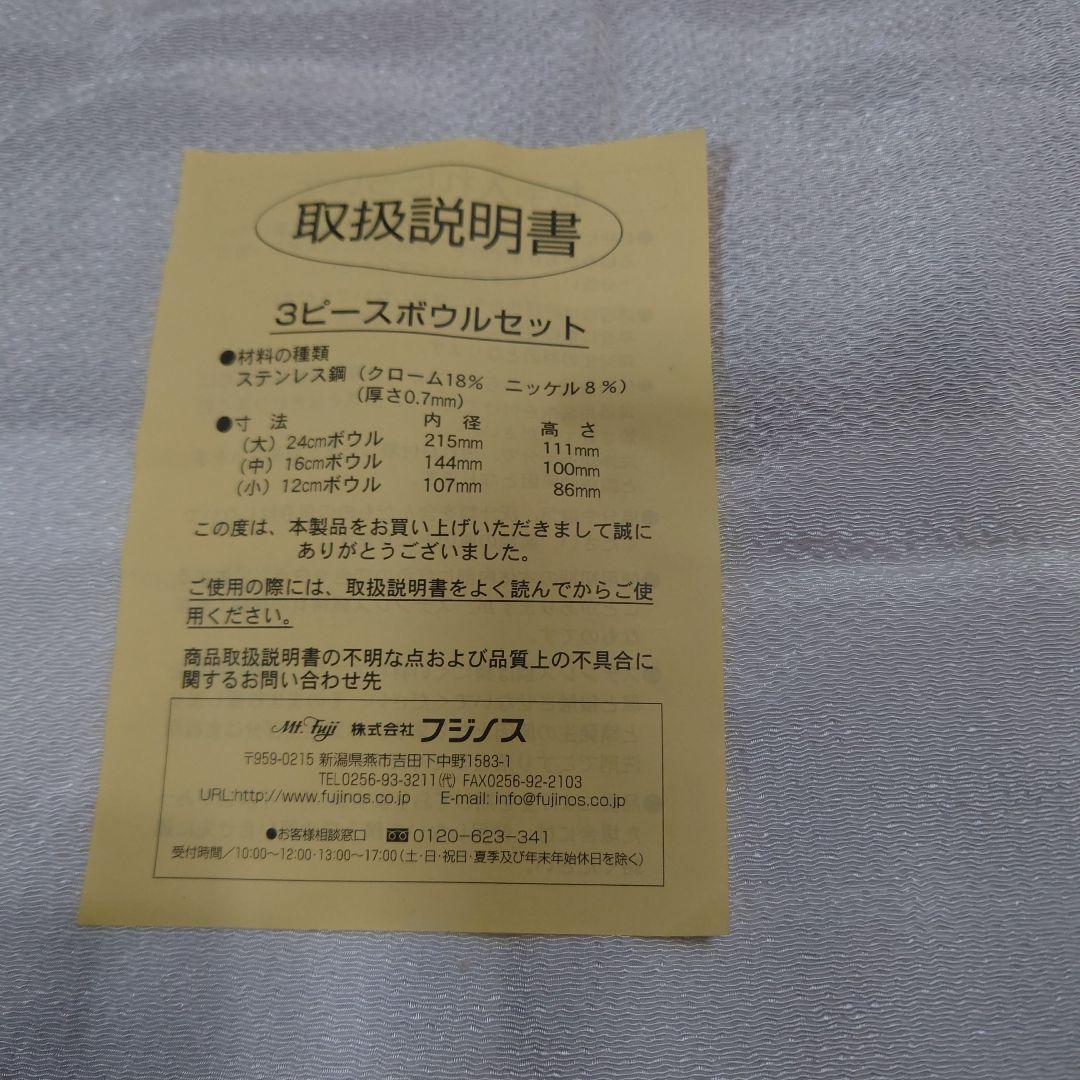 取扱説明書
3ピースボウルセット
●材料の種類
ステンレス鋼（クローム18％ ニッケル8％）
（厚さ0.7mm）
●寸 法 内 径 高 さ
（大）24cmボウル 215mm 111mm
（中）16cmボウル 144mm 100mm
（小）12cmボウル 107mm 86mm
この度は、本製品をお買い上げいただきまして誠に
ありがとうございました。
ご使用の際には、取扱説明書をよく読んでからご使
用ください。
商品取扱説明書の不明な点および品質上の不具合に
関するお問い合わせ先
Mt. Fuji 株式会社 フジノス
〒959-0215 新潟県燕市吉田下中野1583-1
TEL0256-93-3211(代) FAX0256-92-2103
URL:http://www.fujinos.co.jp E-mail: info@fujinos.co.jp
●お客様相談窓口 0120-623-341
受付時間／10:00～12:00・13:00～17:00（土・日・祝日・夏季及び年末年始休日を除く）